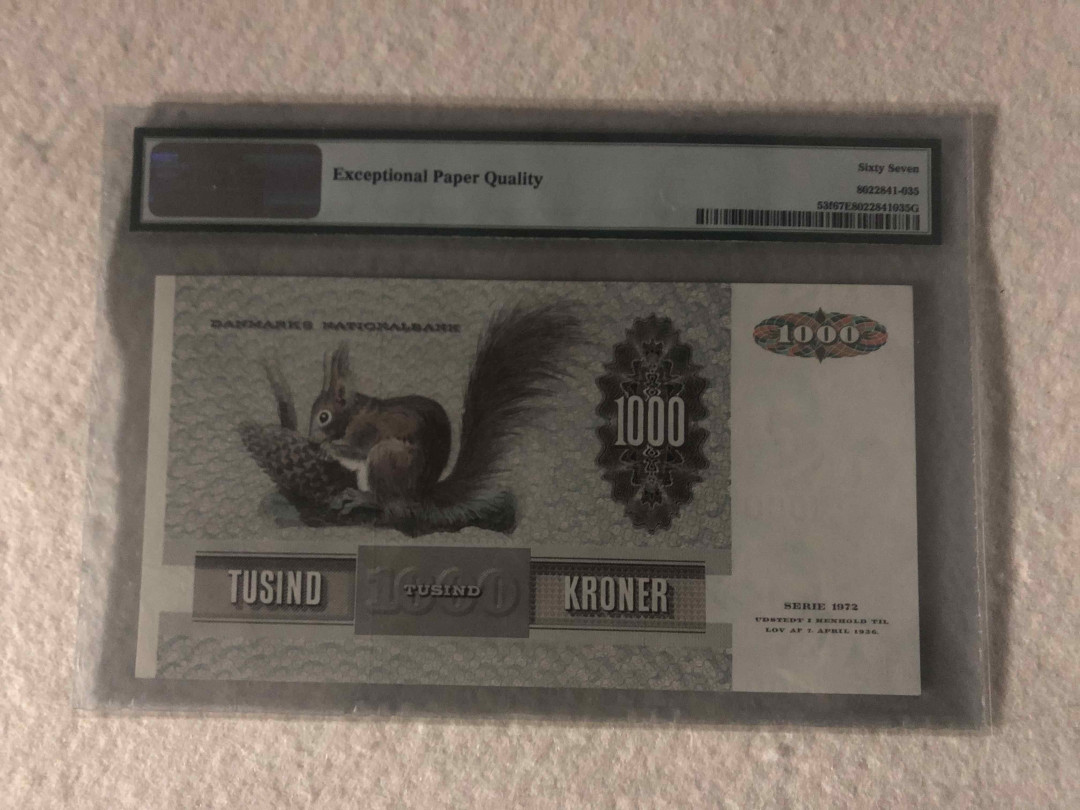 Exceptional Paper Quality
Sixty Seven
8022841-035
53f67E8022841035G
DANMARKS NATIONALBANK
1000
1000
TUSIND
1000
TUSIND
KRONER
SERIE 1972
UDSTEDT I HENHOLD TIL
LOV AF 7. APRIL 1936.